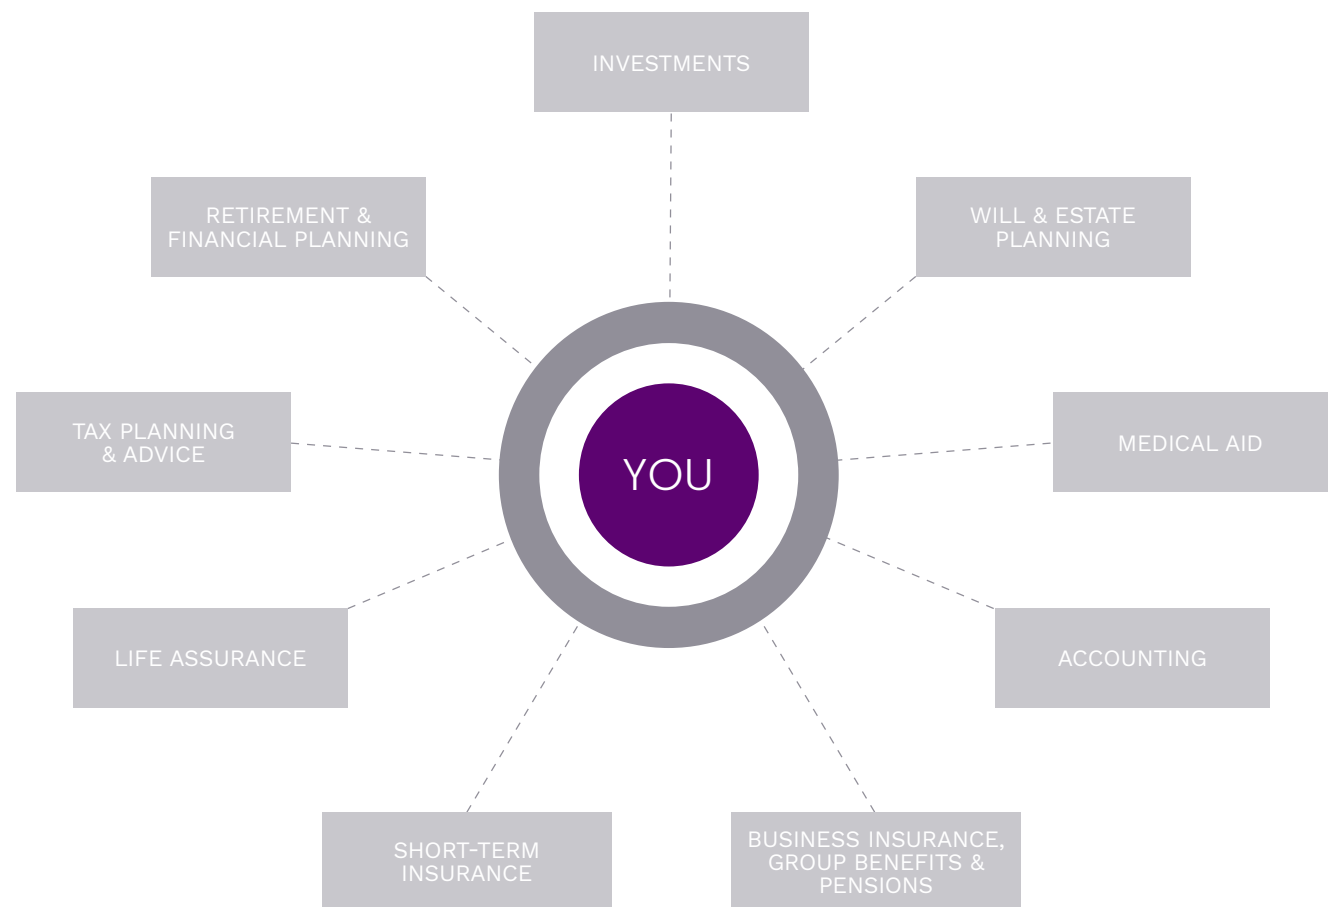 INVESTMENTS
RETIREMENT &
FINANCIAL PLANNING
WILL & ESTATE
PLANNING
TAX PLANNING
& ADVICE
YOU
MEDICAL AID
LIFE ASSURANCE
ACCOUNTING
SHORT-TERM
INSURANCE
BUSINESS INSURANCE,
GROUP BENEFITS &
PENSIONS